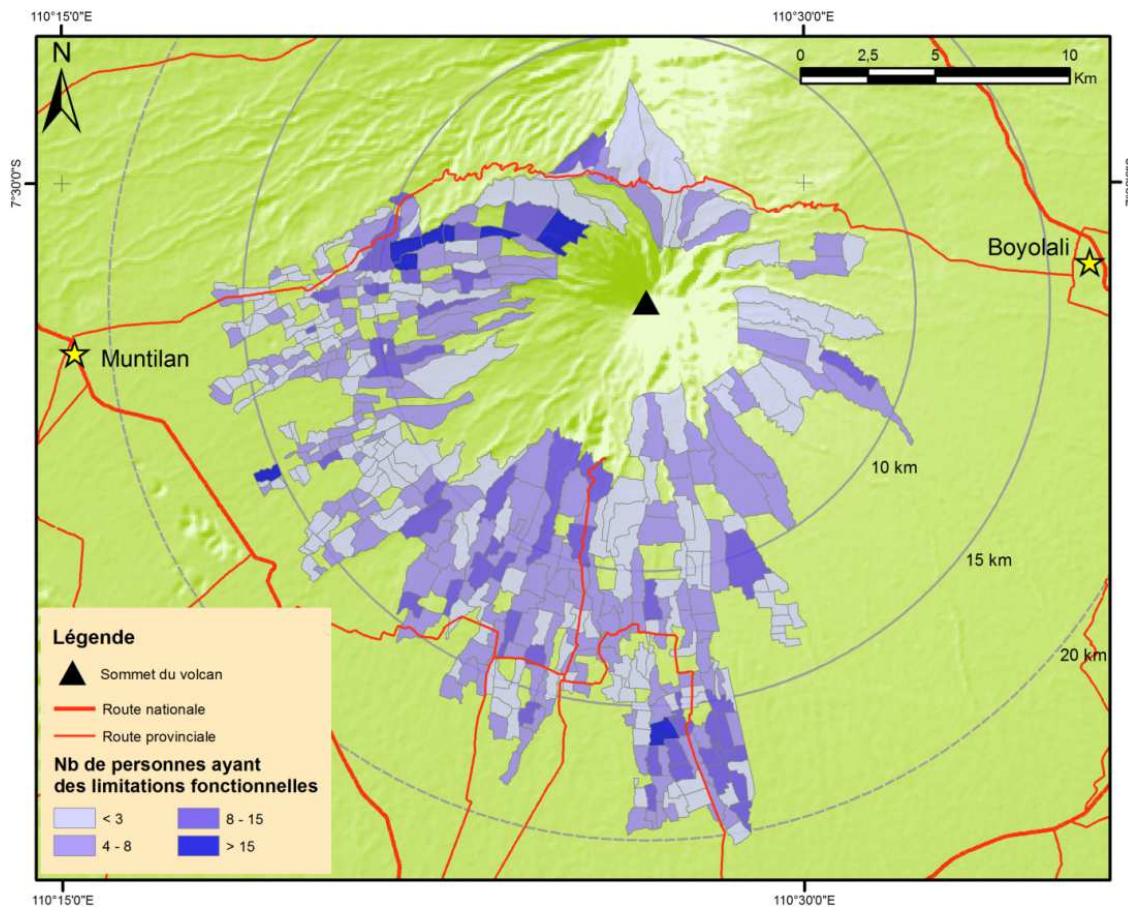 110°15'0"E
110°30'0"E
N
0
2,5
5
10
Km
7°30'0"S
Boyolali
Muntilan
10 km
15 km
20 km
Légende
Sommet du volcan
Route nationale
Route provinciale
Nb de personnes ayant
des limitations fonctionnelles
< 3
8 - 15
4 - 8
> 15
110°15'0"E
110°30'0"E